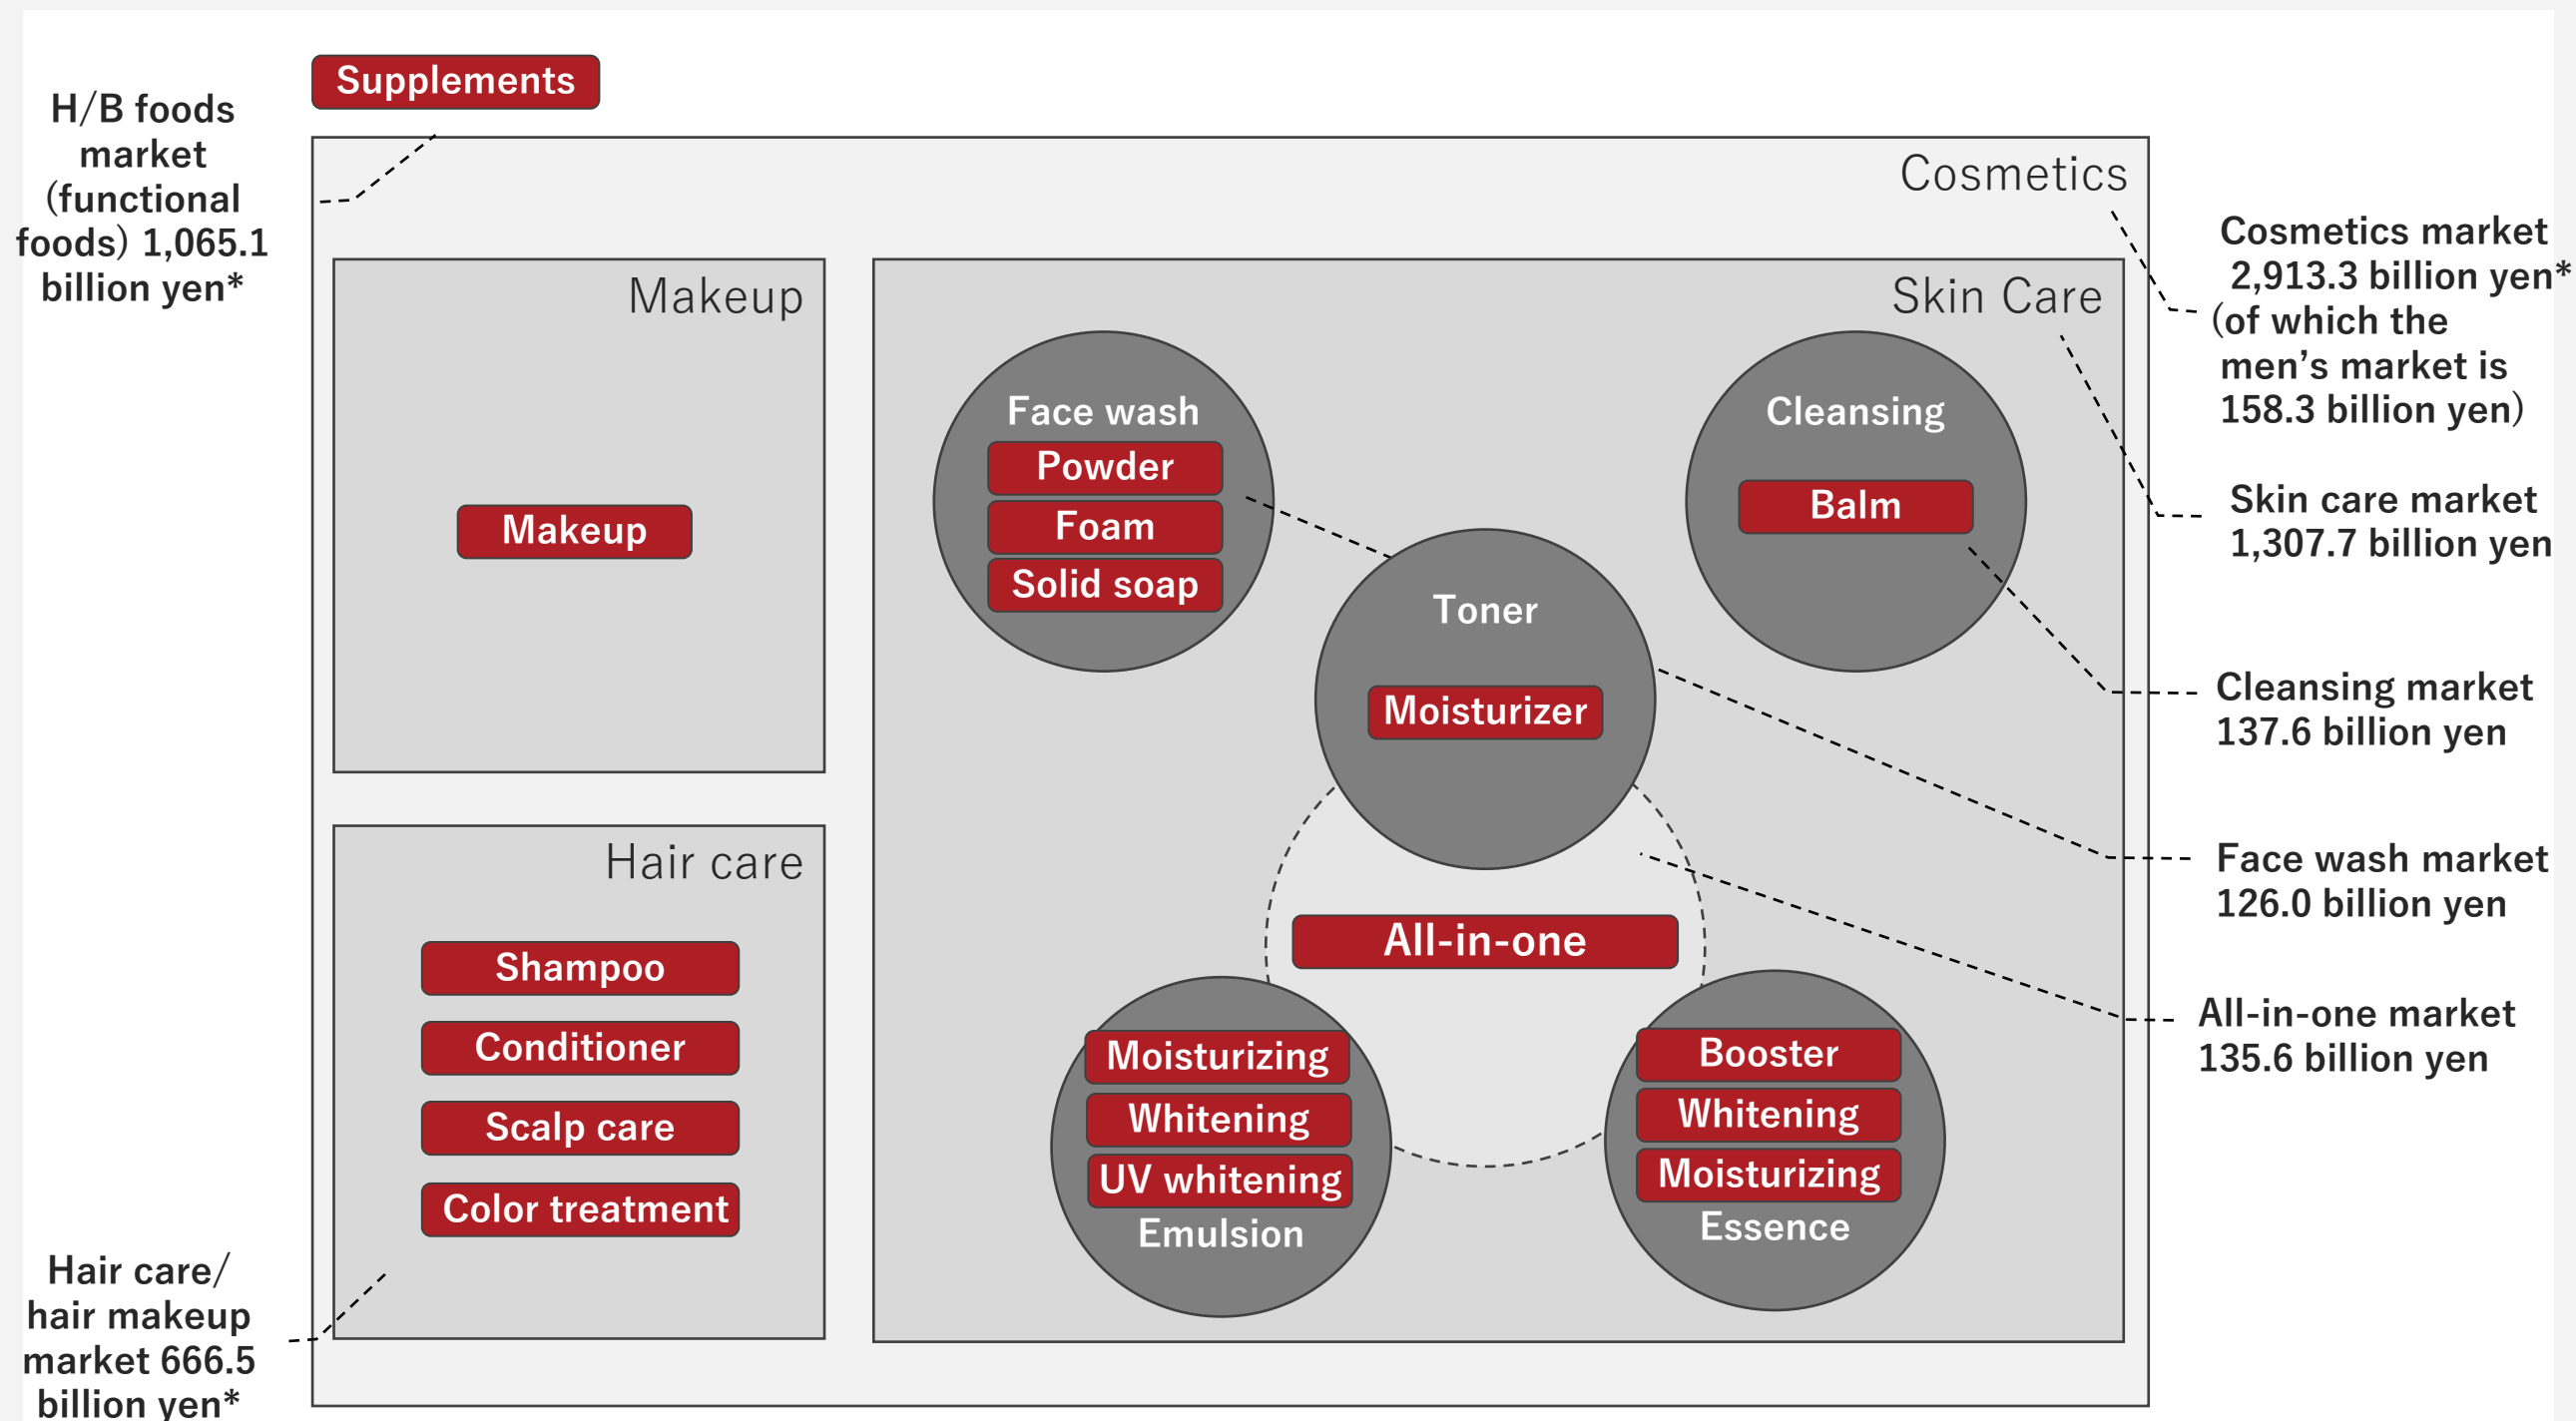 Supplements
H/B foods
market
(functional
foods) 1,065.1
billion yen*
Cosmetics
Cosmetics market
2,913.3 billion yen*
(of which the
men’s market is
158.3 billion yen)
Makeup
Makeup
Skin Care
Skin care market
1,307.7 billion yen
Face wash
Powder
Foam
Solid soap
Cleansing
Balm
Cleansing market
137.6 billion yen
Toner
Moisturizer
Face wash market
126.0 billion yen
All-in-one
All-in-one market
135.6 billion yen
Hair care
Shampoo
Conditioner
Scalp care
Color treatment
Moisturizing
Whitening
UV whitening
Emulsion
Booster
Whitening
Moisturizing
Essence
Hair care/
hair makeup
market 666.5
billion yen*